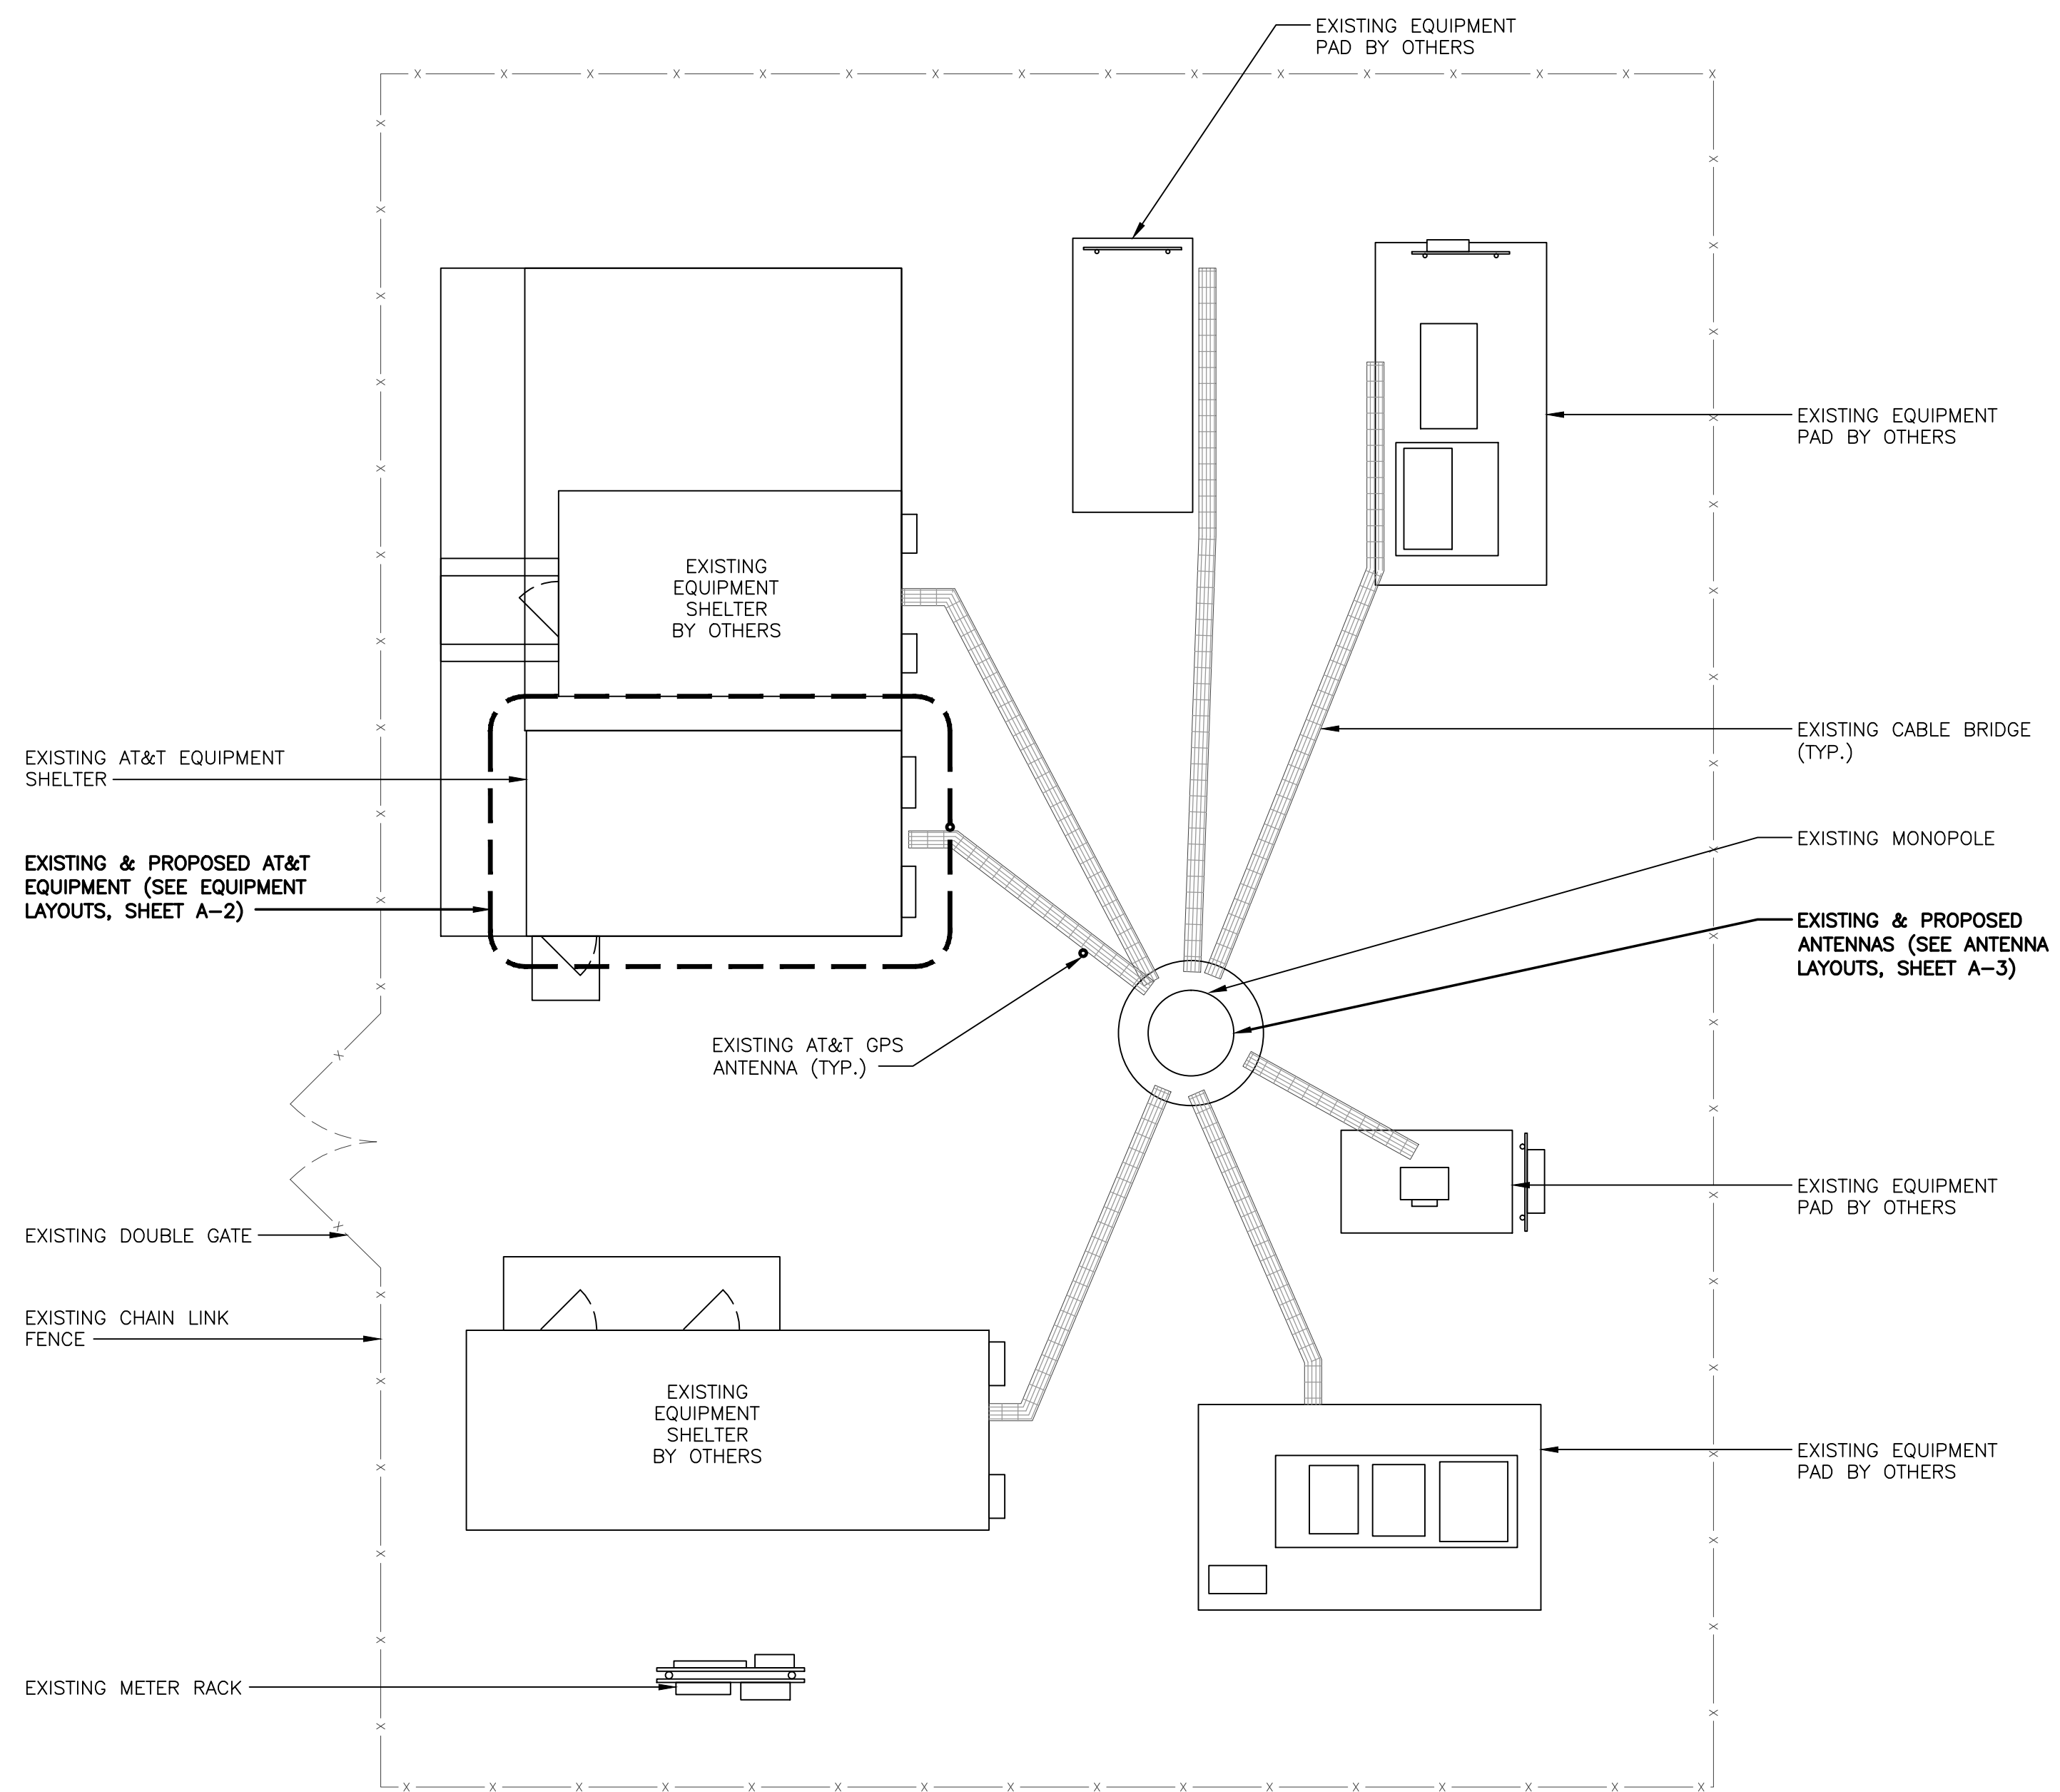 EXISTING EQUIPMENT
PAD BY OTHERS
EXISTING EQUIPMENT
PAD BY OTHERS
EXISTING
EQUIPMENT
SHELTER
BY OTHERS
EXISTING CABLE BRIDGE
(TYP.)
EXISTING AT&T EQUIPMENT
SHELTER
EXISTING MONOPOLE
EXISTING & PROPOSED AT&T
EQUIPMENT (SEE EQUIPMENT
LAYOUTS, SHEET A-2)
EXISTING & PROPOSED
ANTENNAS (SEE ANTENNA
LAYOUTS, SHEET A-3)
EXISTING AT&T GPS
ANTENNA (TYP.)
EXISTING EQUIPMENT
PAD BY OTHERS
EXISTING DOUBLE GATE
EXISTING CHAIN LINK
FENCE
EXISTING
EQUIPMENT
SHELTER
BY OTHERS
EXISTING EQUIPMENT
PAD BY OTHERS
EXISTING METER RACK